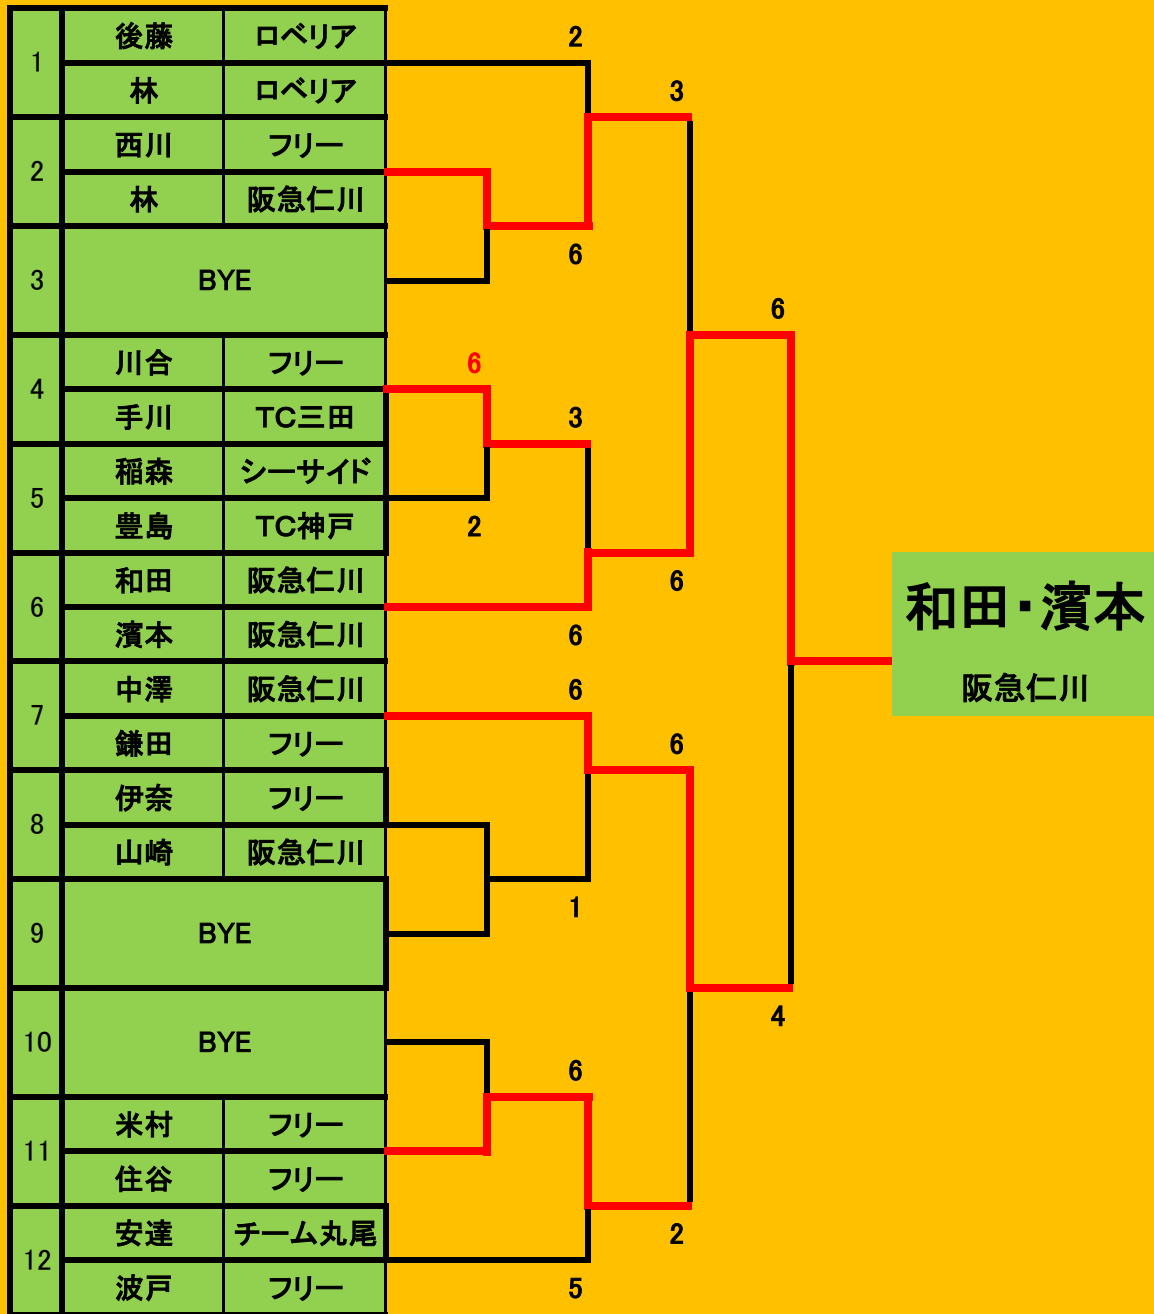 1 後藤 ロベリア
林 ロベリア
2 西川 フリー
林 阪急仁川
3 BYE
4 川合 フリー
手川 TC三田
5 稲森 シーサイド
豊島 TC神戸
6 和田 阪急仁川
濱本 阪急仁川
7 中澤 阪急仁川
鎌田 フリー
8 伊奈 フリー
山崎 阪急仁川
9 BYE
10 BYE
11 米村 フリー
住谷 フリー
12 安達 チーム丸尾
波戸 フリー
6
2
2
6
3
6
6
1
6
5
3
6
6
2
6
4
和田・濱本
阪急仁川